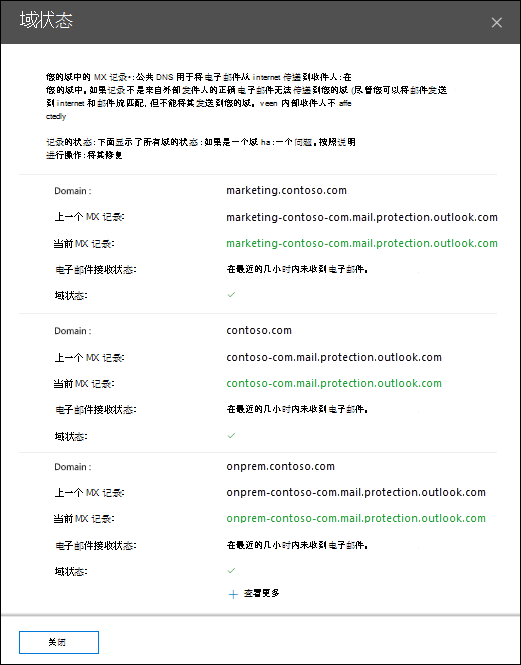 域状态
您的域中的 MX 记录•:公共 DNS 用于将电子邮件从 internet 传递到收件人:在
您的域中。如果记录不是来自外部发件人的正确电子邮件无法传递到您的域 (尽管您可以将邮件发送
到 internet 和邮件流匹配,但不能将其发送到您的域。veen 内部收件人不 affe
ctedly
记录的状态:下面显示了所有域的状态:如果是一个域 ha:一个问题。按照说明
进行操作:将其修复
Domain :
marketing.contoso.com
上一个 MX 记录:
marketing-contoso-com.mail.protection.outlook.com
当前 MX 记录:
marketing-contoso-com.mail.protection.outlook.com
电子邮件接收状态:
在最近的几小时内未收到电子邮件。
域状态:
Domain :
contoso.com
上一个 MX 记录:
contoso-com.mail.protection.outlook.com
当前 MX 记录:
contoso-com.mail.protection.outlook.com
电子邮件接收状态:
在最近的几小时内未收到电子邮件。
域状态:
Domain :
onprem.contoso.com
上一个 MX 记录:
onprem-contoso-com.mail.protection.outlook.com
当前 MX 记录:
onprem-contoso-com.mail.protection.outlook.com
电子邮件接收状态:
在最近的几小时内未收到电子邮件。
域状态:
查看更多
关闭